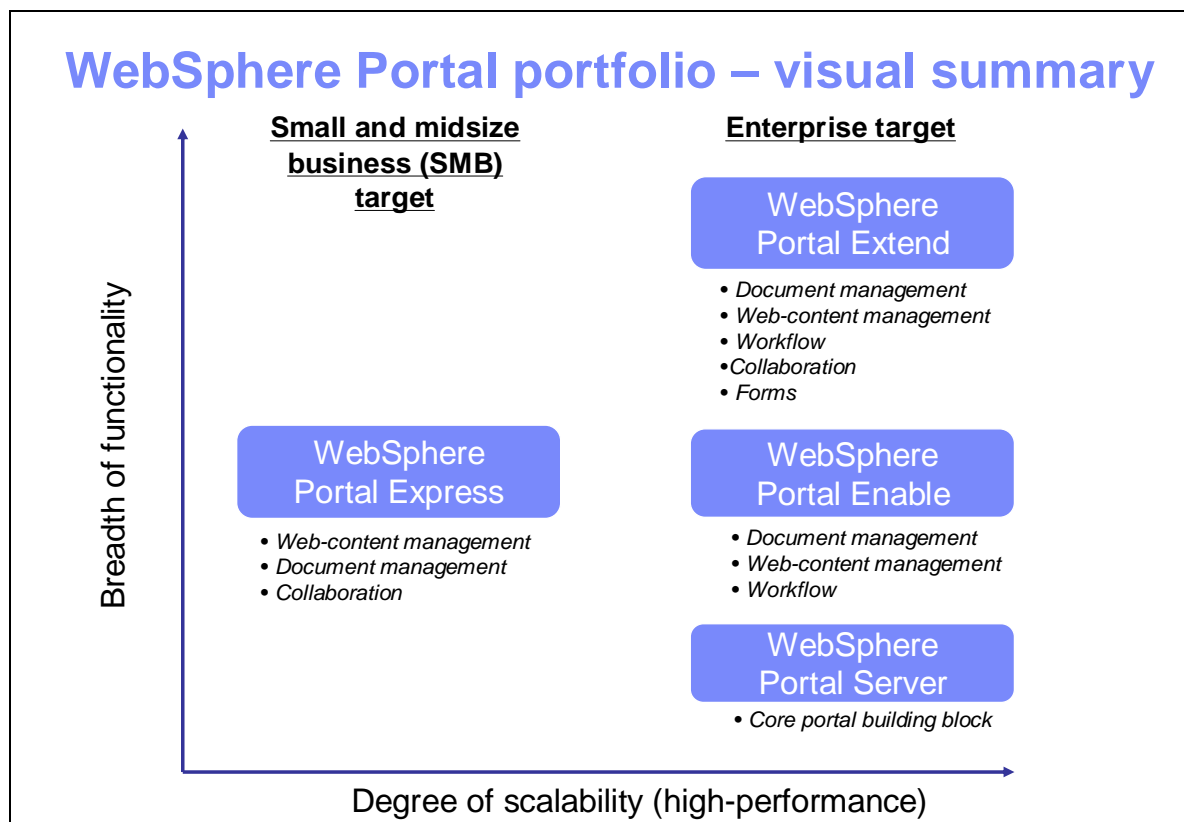 WebSphere Portal portfolio – visual summary
Small and midsize
business (SMB)
target
Enterprise target
WebSphere
Portal Extend
• Document management
• Web-content management
• Workflow
•Collaboration
• Forms
Breadth of functionality
WebSphere
Portal Express
• Web-content management
• Document management
• Collaboration
WebSphere
Portal Enable
• Document management
• Web-content management
• Workflow
WebSphere
Portal Server
• Core portal building block
Degree of scalability (high-performance)